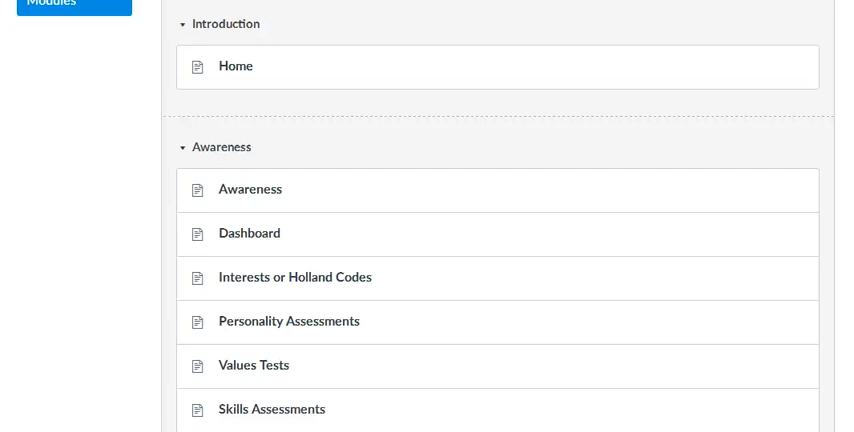 Modules
Introduction
Home
Awareness
Awareness
Dashboard
Interests or Holland Codes
Personality Assessments
Values Tests
Skills Assessments